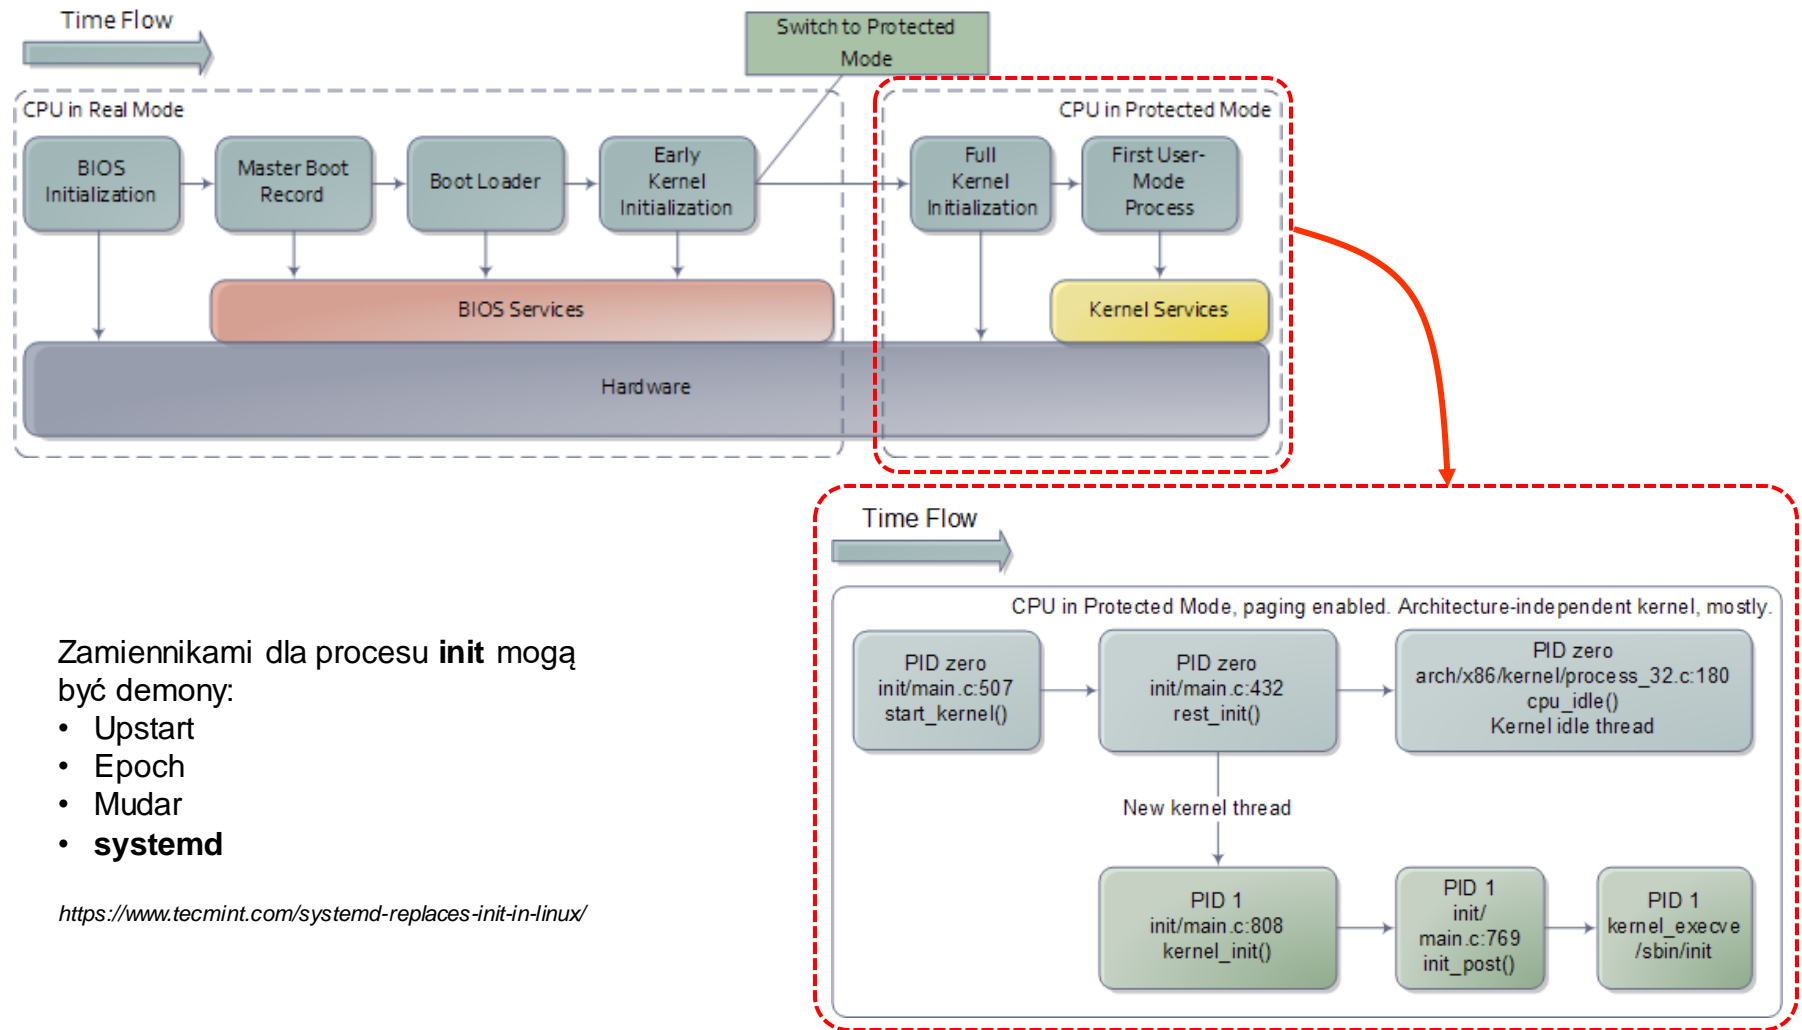 Time Flow
Switch to Protected
Mode
CPU in Real Mode
CPU in Protected Mode
BIOS
Initialization
Master Boot
Record
Boot Loader
Early
Kernel
Initialization
Full
Kernel
Initialization
First User-
Mode
Process
BIOS Services
Kernel Services
Hardware
Time Flow
CPU in Protected Mode, paging enabled. Architecture-independent kernel, mostly.
PID zero
init/main.c:507
start_kernel()
PID zero
init/main.c:432
rest_init()
PID zero
arch/x86/kernel/process_32.c:180
cpu_idle()
Kernel idle thread
New kernel thread
PID 1
init/main.c:808
kernel_init()
PID 1
init/
main.c:769
init_post()
PID 1
kernel_execve
/sbin/init
Zamiennikami dla procesu init mogą
być demony:
• Upstart
• Epoch
• Mudar
• systemd
https://www.tecmint.com/systemd-replaces-init-in-linux/